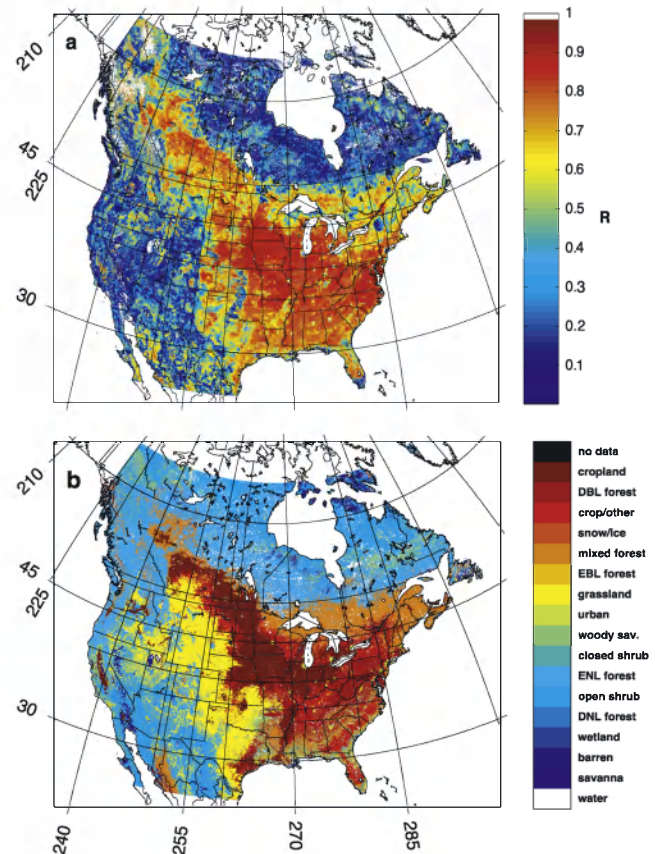 a
210
45
225
30
1
0.9
0.8
0.7
0.6
0.5
0.4
0.3
0.2
0.1
R
b
210
45
225
30
240
255
270
285
no data
cropland
DBL forest
crop/other
snow/ice
mixed forest
EBL forest
grassland
urban
woody sav.
closed shrub
ENL forest
open shrub
DNL forest
wetland
barren
savanna
water